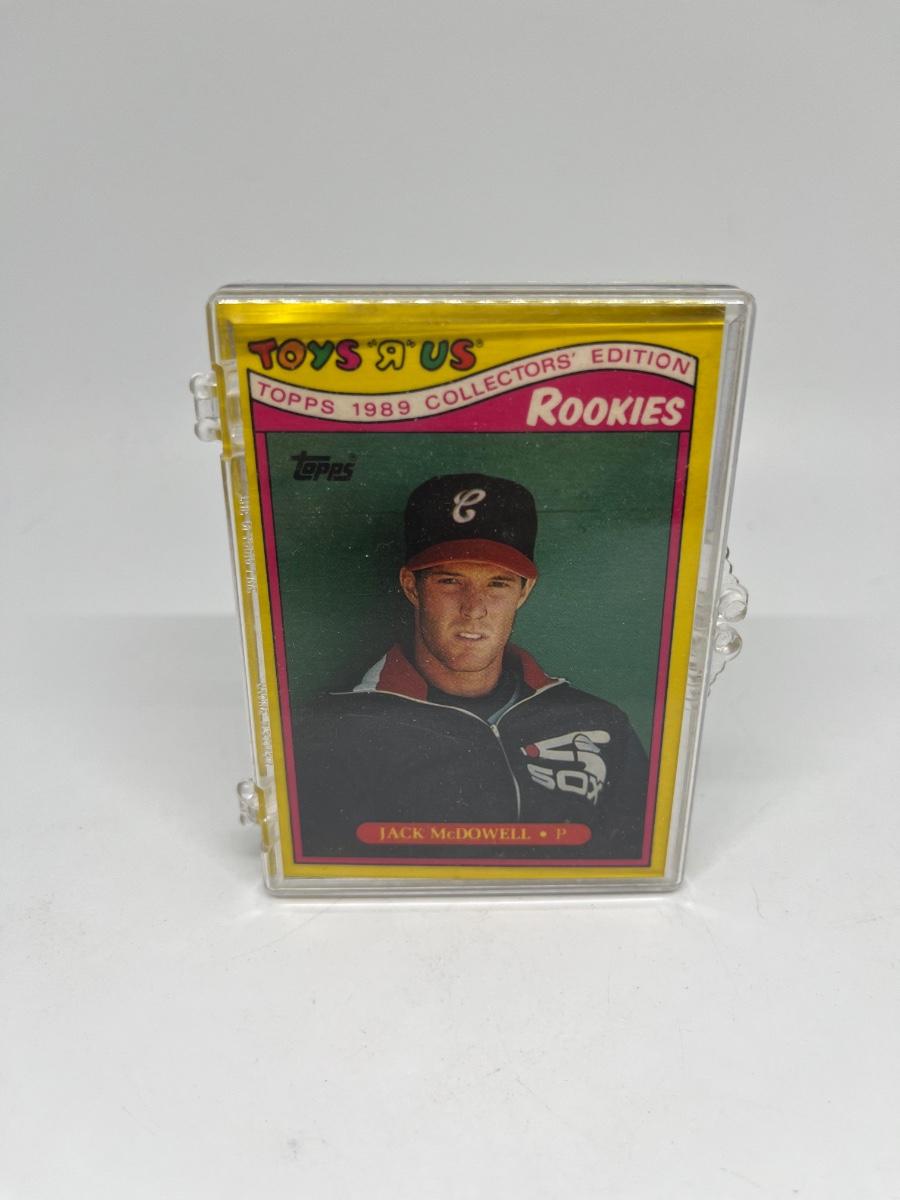 TOYS "Я" US®
TOPPS 1989 COLLECTORS' EDITION
ROOKIES
topps®
C
SOX
JACK McDOWELL • P